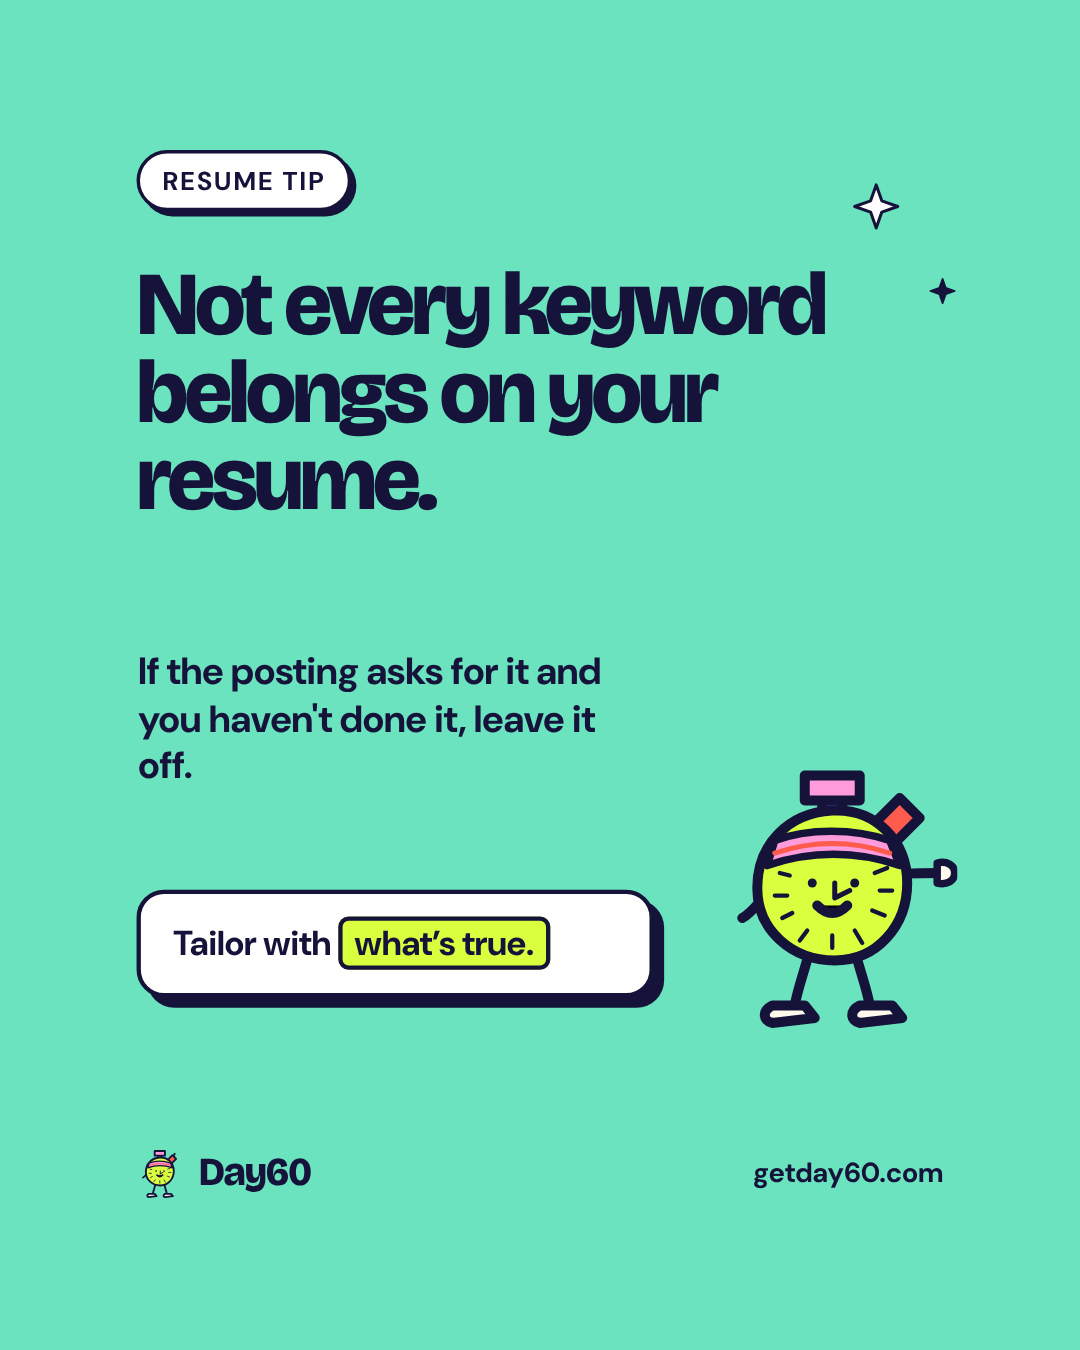 RESUME TIP
Not every keyword
belongs on your
resume.
If the posting asks for it and
you haven't done it, leave it
off.
Tailor with what’s true.
Day60
getday60.com